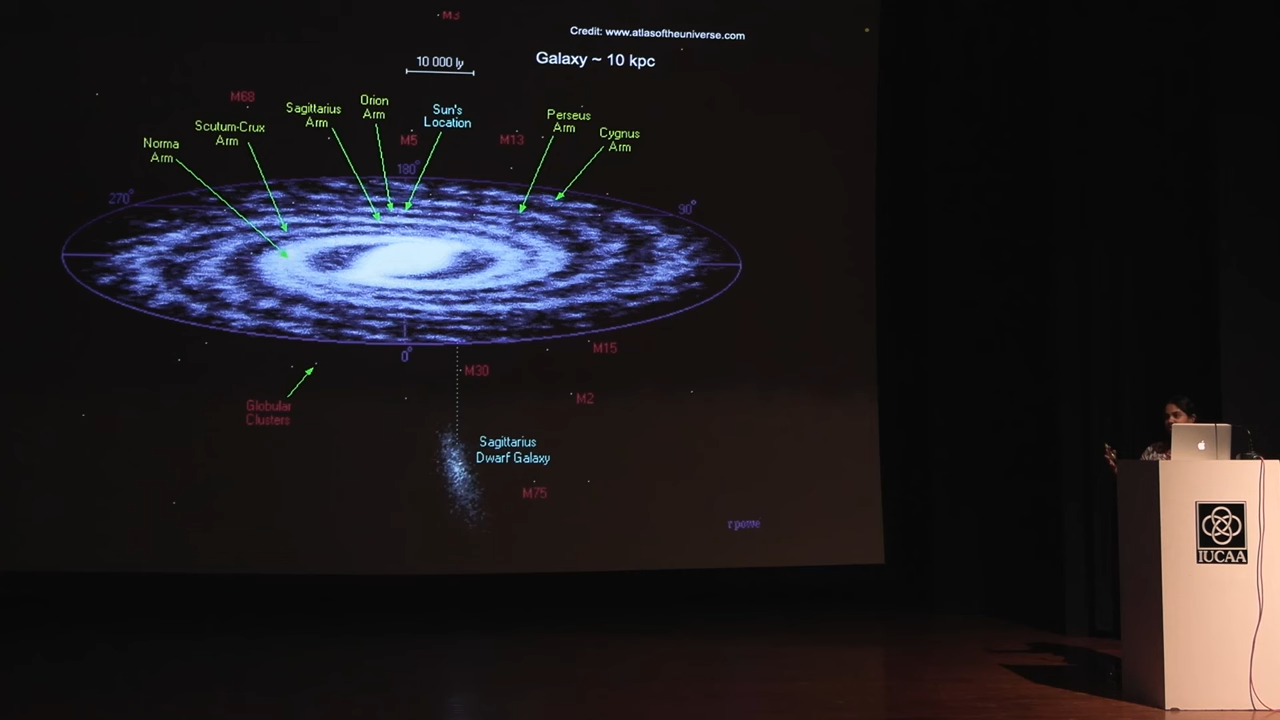 M3
Credit: www.atlasoftheuniverse.com
Galaxy ~ 10 kpc
10 000 ly
M68
Sagittarius
Arm
Orion
Arm
Sun's
Location
Perseus
Arm
Cygnus
Arm
Scutum-Crux
Arm
Norma
Arm
M5
M13
180°
270°
90°
0°
M15
M30
M2
Globular
Clusters
Sagittarius
Dwarf Galaxy
M75
r powe
IUCAA